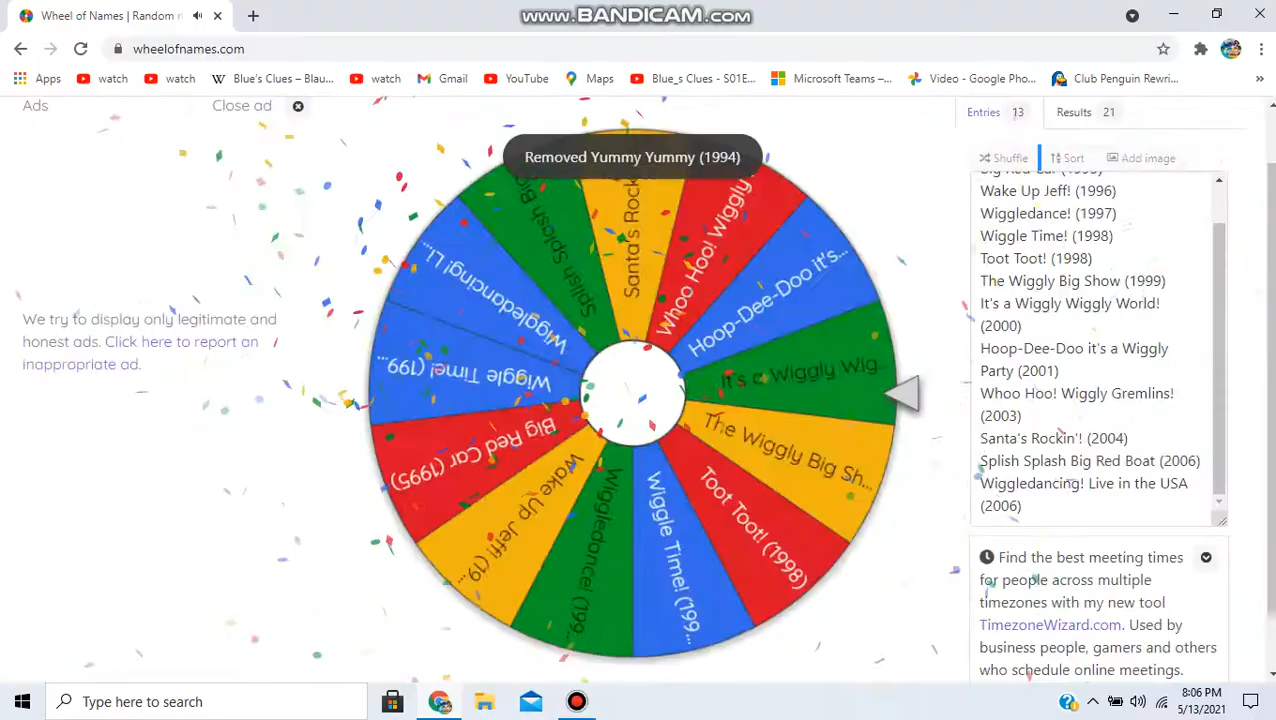 www.BANDICAM.com
Wheel of Names | Random n
wheelofnames.com
Apps watch watch Blue's Clues – Blau... watch Gmail YouTube Maps Blue_s Clues - S01E... Microsoft Teams –... Video - Google Pho... Club Penguin Rewri... »
Ads Close ad
Entries 13 Results 21
Removed Yummy Yummy (1994)
Shuffle Sort Add image
Wake Up Jeff! (1996)
Wiggledance! (1997)
Wiggle Time! (1998)
Toot Toot! (1998)
The Wiggly Big Show (1999)
It's a Wiggly Wiggly World!
(2000)
Hoop-Dee-Doo it's a Wiggly
Party (2001)
Whoo Hoo! Wiggly Gremlins!
(2003)
Santa's Rockin'! (2004)
Splish Splash Big Red Boat (2006)
Wiggledancing! Live in the USA
(2006)
We try to display only legitimate and
honest ads. Click here to report an
inappropriate ad.
Santa's Rock
Whoo Hoo! Wiggly
Hoop-Dee-Doo it's...
It's a Wiggly Wig...
The Wiggly Big Sh...
Toot Toot! (1998)
Wiggle Time! (199...
Wiggledance! (199...
Wake Up Jeff! (19...
Big Red Car (1995)
Wiggle Time! (199...
Wiggledancing! Li...
Splish Splash Big
Find the best meeting times
for people across multiple
timezones with my new tool
TimezoneWizard.com. Used by
business people, gamers and others
who schedule online meetings.
Type here to search
8:06 PM
5/13/2021